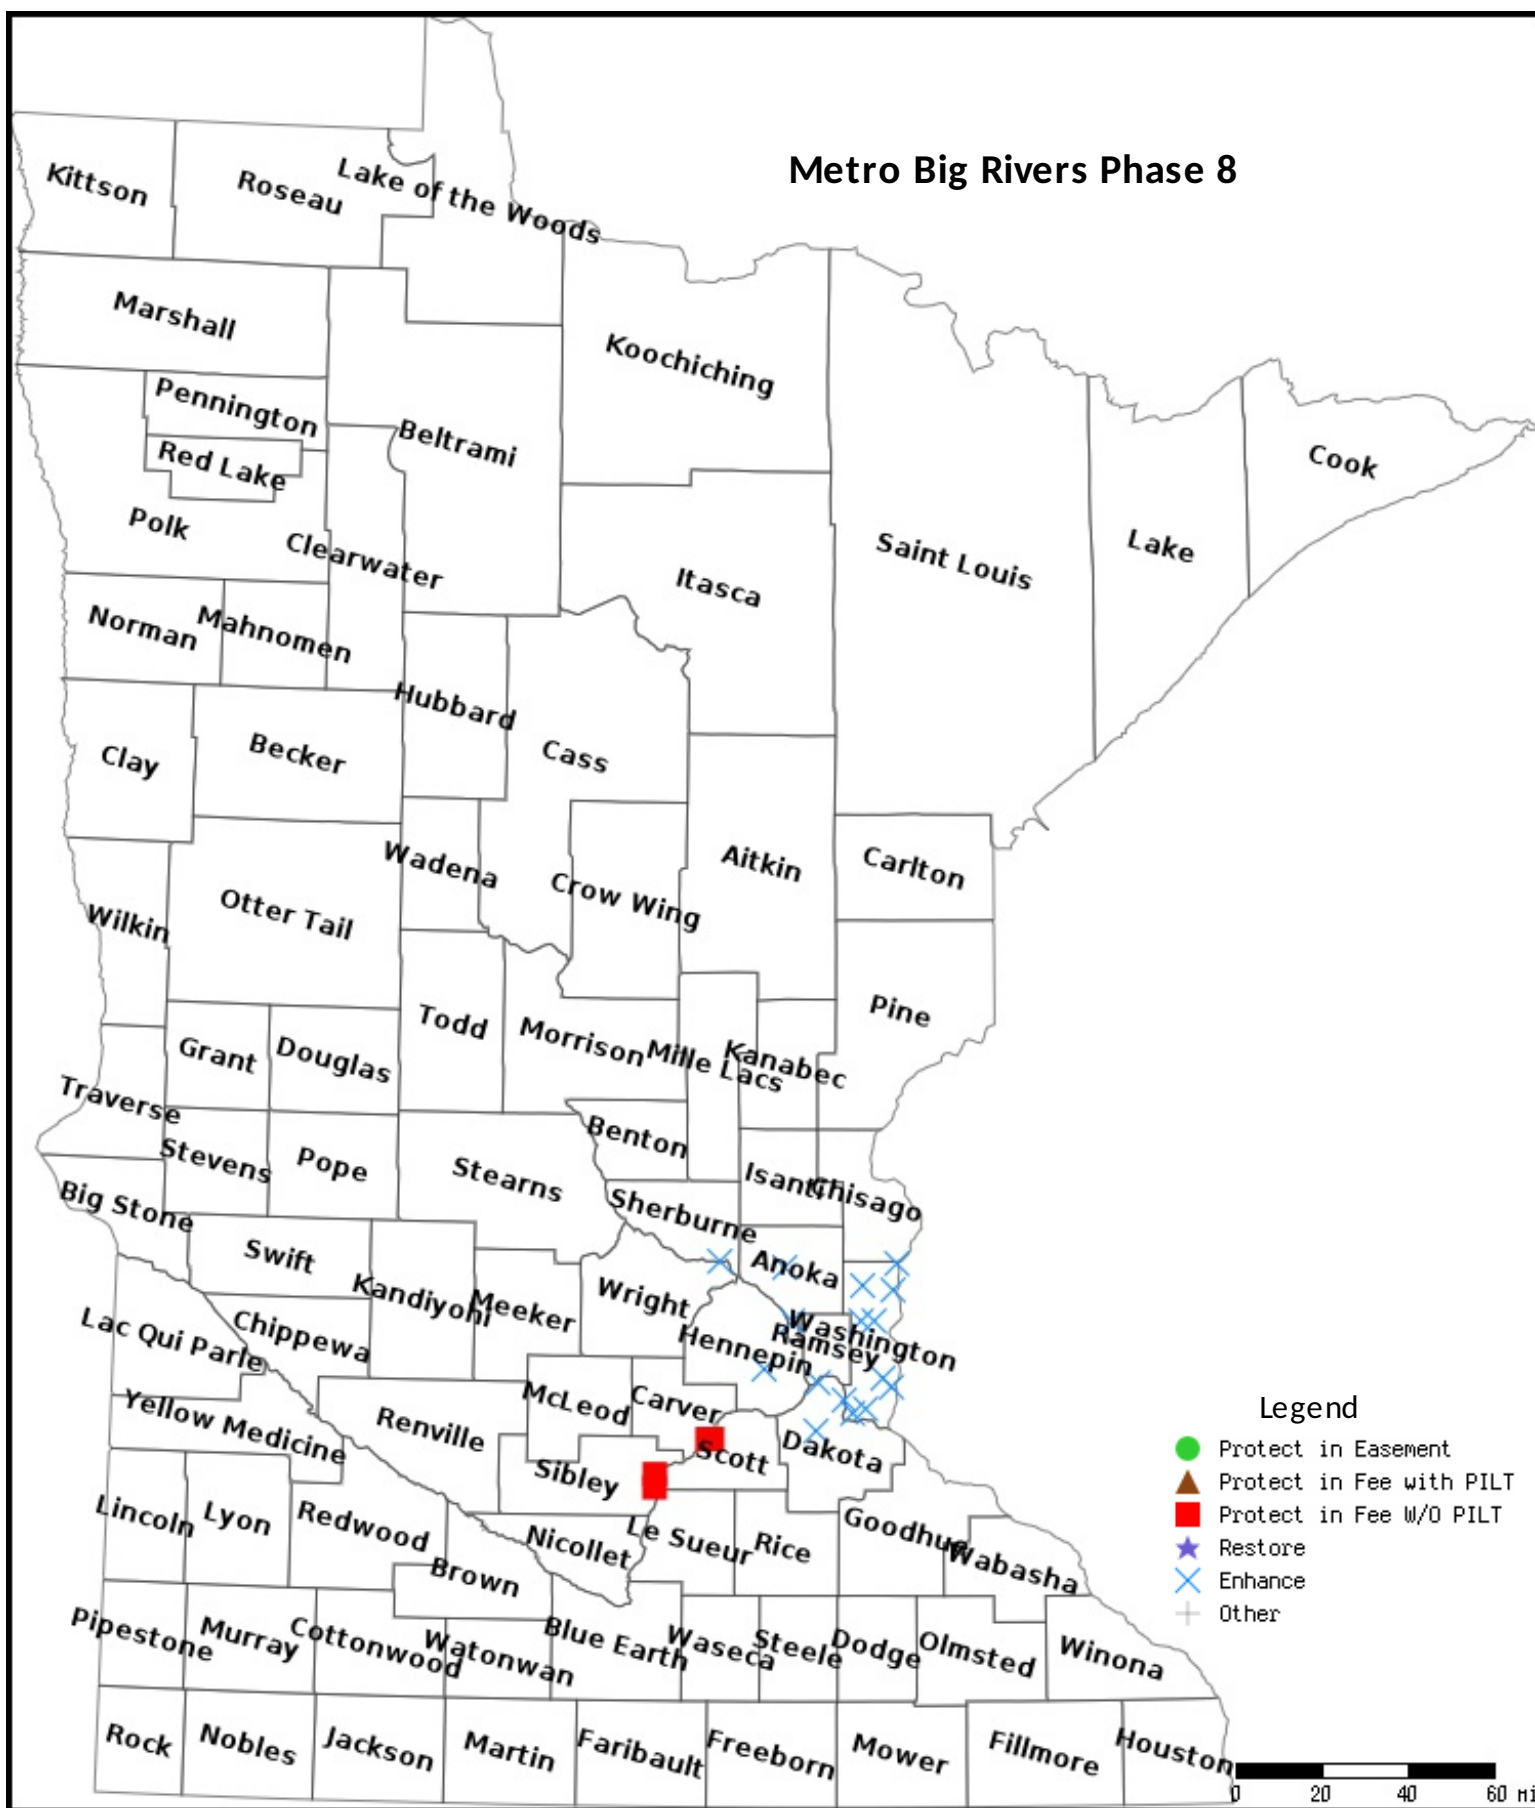 Metro Big Rivers Phase 8
Kittson
Roseau
Lake of the Woods
Marshall
Koochiching
Pennington
Beltrami
Red Lake
Cook
Polk
Clearwater
Saint Louis
Lake
Itasca
Norman
Mahnomen
Hubbard
Clay
Becker
Cass
Wadena
Aitkin
Carlton
Crow Wing
Wilkin
Otter Tail
Todd
Morrison
Pine
Grant
Douglas
Mille Lacs
Kanabec
Traverse
Benton
Stevens
Pope
Stearns
Isanti
Chisago
Big Stone
Sherburne
Swift
Anoka
Kandiyohi
Meeker
Wright
Lac Qui Parle
Chippewa
Hennepin
Ramsey
Washington
McLeod
Carver
Yellow Medicine
Renville
Scott
Dakota
Sibley
Lincoln
Lyon
Redwood
Nicollet
Le Sueur
Rice
Goodhue
Wabasha
Brown
Pipestone
Murray
Cottonwood
Watonwan
Blue Earth
Waseca
Steele
Dodge
Olmsted
Winona
Rock
Nobles
Jackson
Martin
Faribault
Freeborn
Mower
Fillmore
Houston
Legend
Protect in Easement
Protect in Fee with PILT
Protect in Fee W/O PILT
Restore
Enhance
Other
0 20 40 60 mi